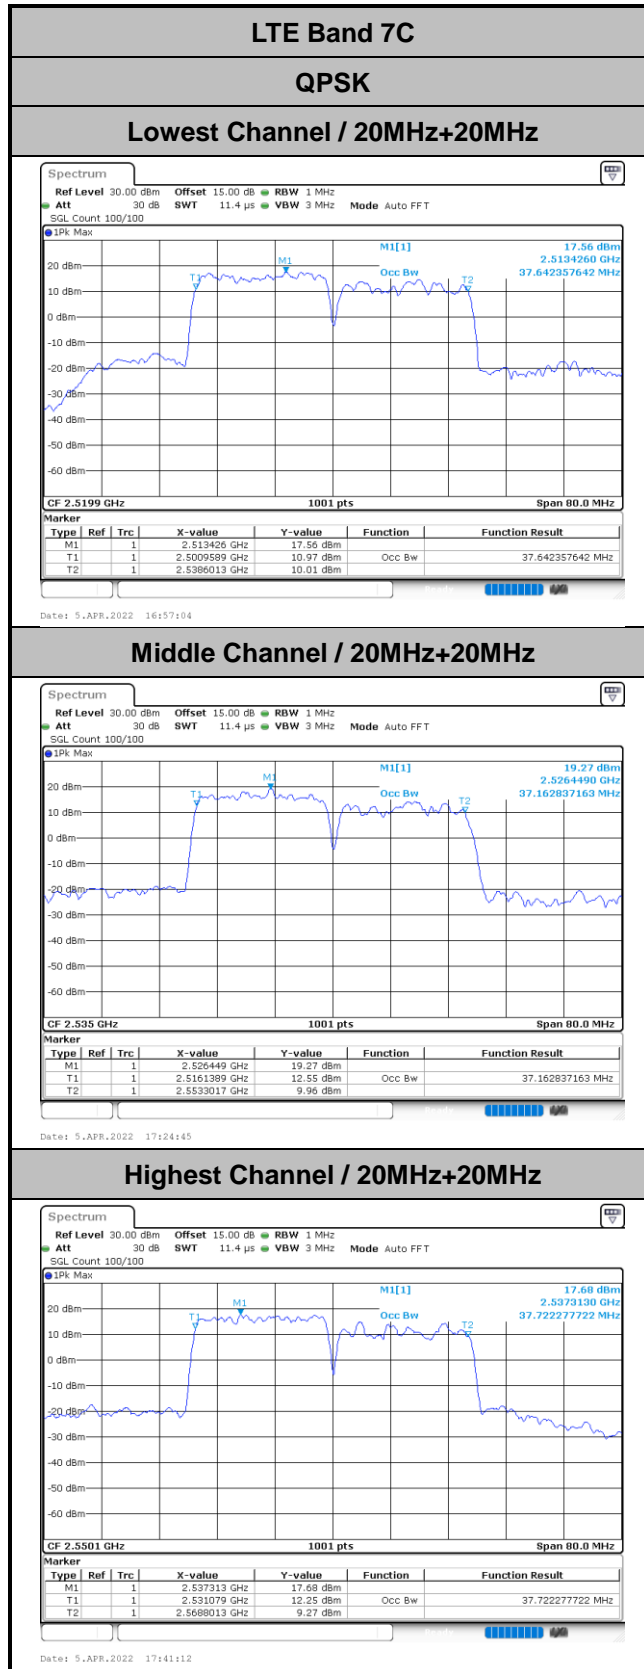 LTE Band 7C
QPSK
Lowest Channel / 20MHz+20MHz
Spectrum
Ref Level 30.00 dBm Offset 15.00 dB RBW 1 MHz
Att 30 dB SWT 11.4 µs VBW 3 MHz Mode Auto FFT
SGL Count 100/100
1Pk Max
M1[1] 17.56 dBm
2.5134260 GHz
Occ Bw 37.642357642 MHz
M1
T1
T2
20 dBm
10 dBm
0 dBm
-10 dBm
-20 dBm
-30 dBm
-40 dBm
-50 dBm
-60 dBm
CF 2.5199 GHz 1001 pts Span 80.0 MHz
Marker
Type Ref Trc X-value Y-value Function Function Result
M1 1 2.513426 GHz 17.56 dBm
T1 1 2.5009589 GHz 10.97 dBm Occ Bw 37.642357642 MHz
T2 1 2.5386013 GHz 10.01 dBm
Date: 5.APR.2022 16:57:04
Middle Channel / 20MHz+20MHz
Spectrum
Ref Level 30.00 dBm Offset 15.00 dB RBW 1 MHz
Att 30 dB SWT 11.4 µs VBW 3 MHz Mode Auto FFT
SGL Count 100/100
1Pk Max
M1[1] 19.27 dBm
2.5264490 GHz
Occ Bw 37.162837163 MHz
M1
T1
T2
20 dBm
10 dBm
0 dBm
-10 dBm
-20 dBm
-30 dBm
-40 dBm
-50 dBm
-60 dBm
CF 2.535 GHz 1001 pts Span 80.0 MHz
Marker
Type Ref Trc X-value Y-value Function Function Result
M1 1 2.526449 GHz 19.27 dBm
T1 1 2.5161389 GHz 12.55 dBm Occ Bw 37.162837163 MHz
T2 1 2.5533017 GHz 9.96 dBm
Date: 5.APR.2022 17:24:45
Highest Channel / 20MHz+20MHz
Spectrum
Ref Level 30.00 dBm Offset 15.00 dB RBW 1 MHz
Att 30 dB SWT 11.4 µs VBW 3 MHz Mode Auto FFT
SGL Count 100/100
1Pk Max
M1[1] 17.68 dBm
2.5373130 GHz
Occ Bw 37.722277722 MHz
M1
T1
T2
20 dBm
10 dBm
0 dBm
-10 dBm
-20 dBm
-30 dBm
-40 dBm
-50 dBm
-60 dBm
CF 2.5501 GHz 1001 pts Span 80.0 MHz
Marker
Type Ref Trc X-value Y-value Function Function Result
M1 1 2.537313 GHz 17.68 dBm
T1 1 2.531079 GHz 12.25 dBm Occ Bw 37.722277722 MHz
T2 1 2.5688013 GHz 9.27 dBm
Date: 5.APR.2022 17:41:12